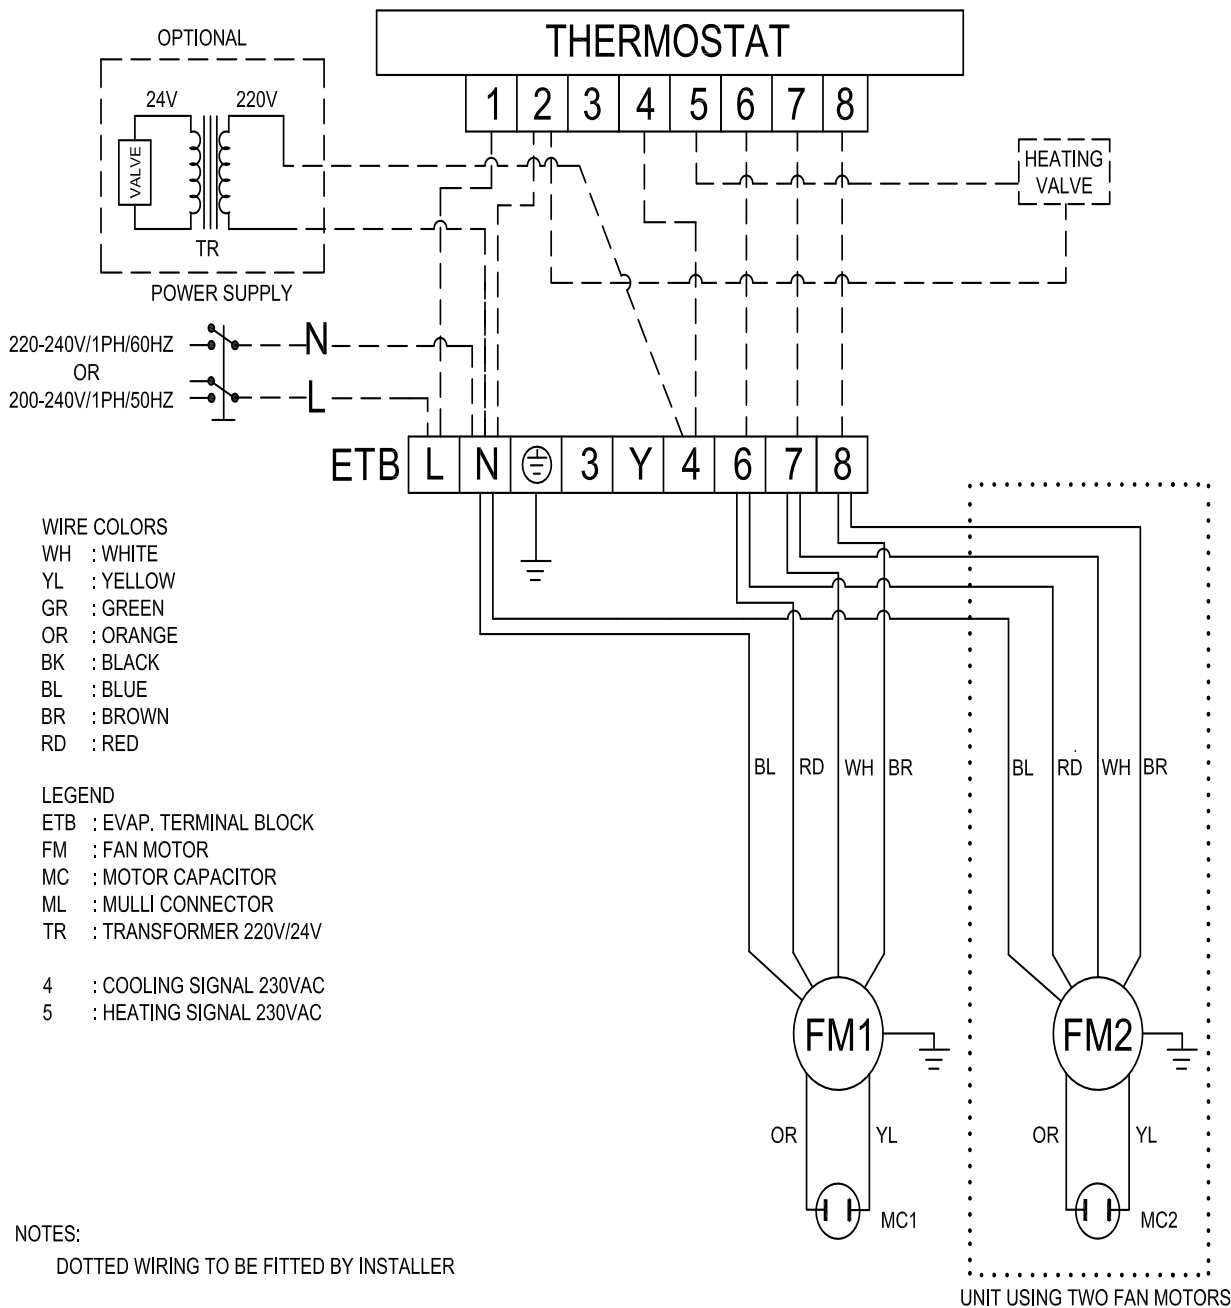 OPTIONAL
THERMOSTAT
24V 220V
1 2 3 4 5 6 7 8
VALVE
HEATING
VALVE
TR
POWER SUPPLY
220-240V/1PH/60HZ N
OR
200-240V/1PH/50HZ L
ETB L N 3 Y 4 6 7 8
WIRE COLORS
WH : WHITE
YL : YELLOW
GR : GREEN
OR : ORANGE
BK : BLACK
BL : BLUE
BR : BROWN
RD : RED
BL RD WH BR BL RD WH BR
LEGEND
ETB : EVAP. TERMINAL BLOCK
FM : FAN MOTOR
MC : MOTOR CAPACITOR
ML : MULLI CONNECTOR
TR : TRANSFORMER 220V/24V
4 : COOLING SIGNAL 230VAC
5 : HEATING SIGNAL 230VAC
FM1 FM2
OR YL OR YL
MC1 MC2
NOTES:
DOTTED WIRING TO BE FITTED BY INSTALLER
UNIT USING TWO FAN MOTORS